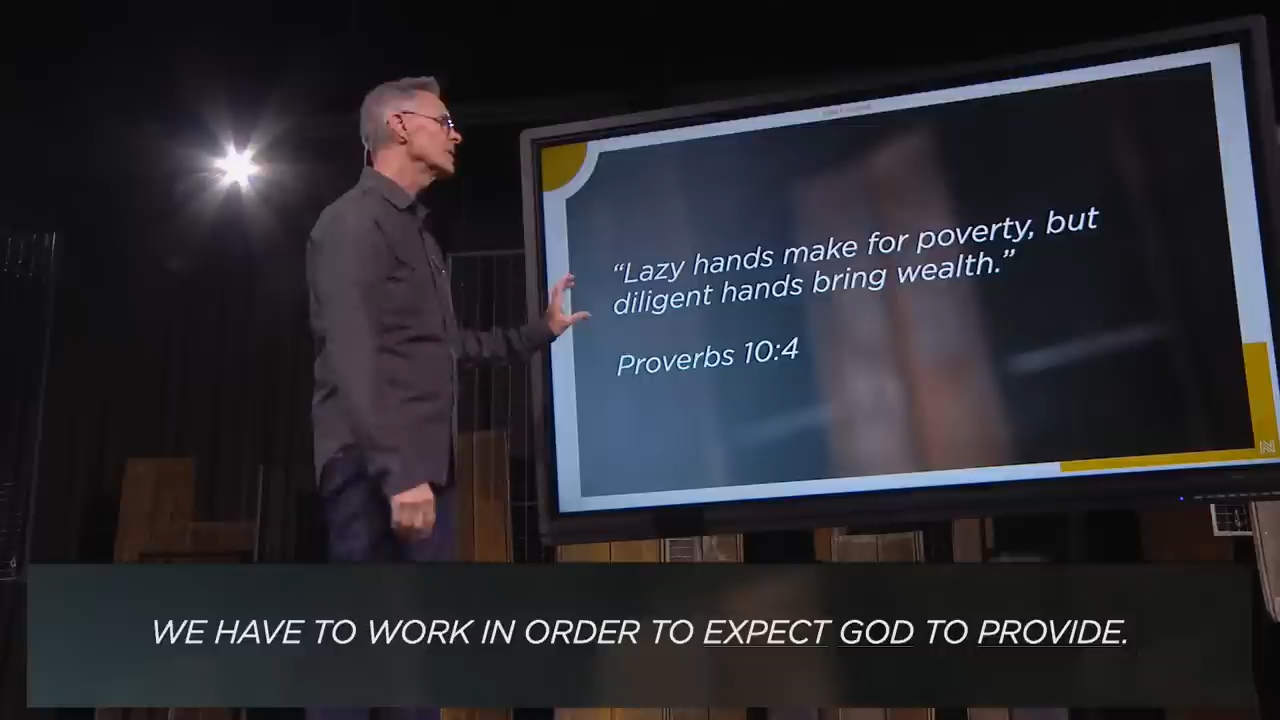 “Lazy hands make for poverty, but
diligent hands bring wealth.”
Proverbs 10:4
N
WE HAVE TO WORK IN ORDER TO EXPECT GOD TO PROVIDE.